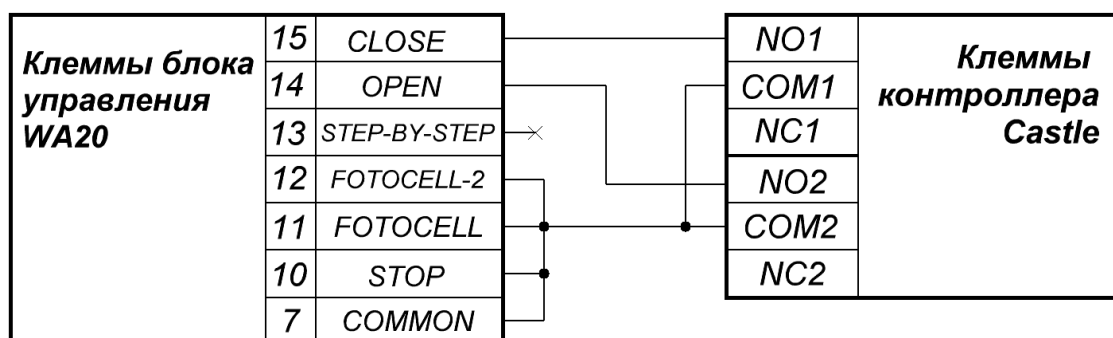 Клеммы блока
управления
WA20
15 CLOSE
14 OPEN
13 STEP-BY-STEP
12 FOTOCELL-2
11 FOTOCELL
10 STOP
7 COMMON
NO1
COM1
NC1
NO2
COM2
NC2
Клеммы
контроллера
Castle